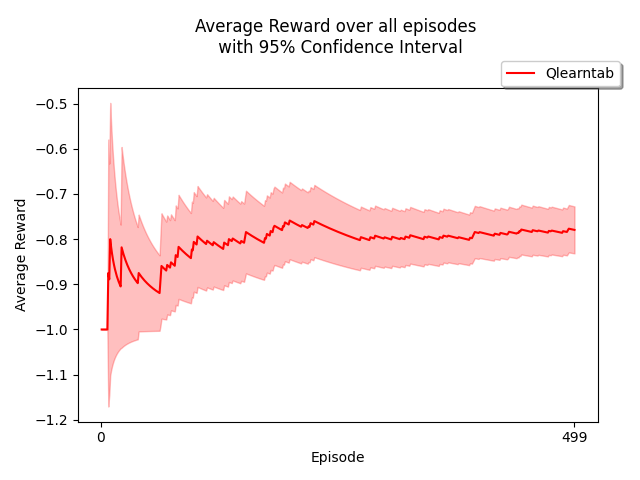 Average Reward over all episodes
with 95% Confidence Interval
Qlearntab
−0.5
−0.6
−0.7
−0.8
−0.9
−1.0
−1.1
−1.2
Average Reward
0
499
Episode